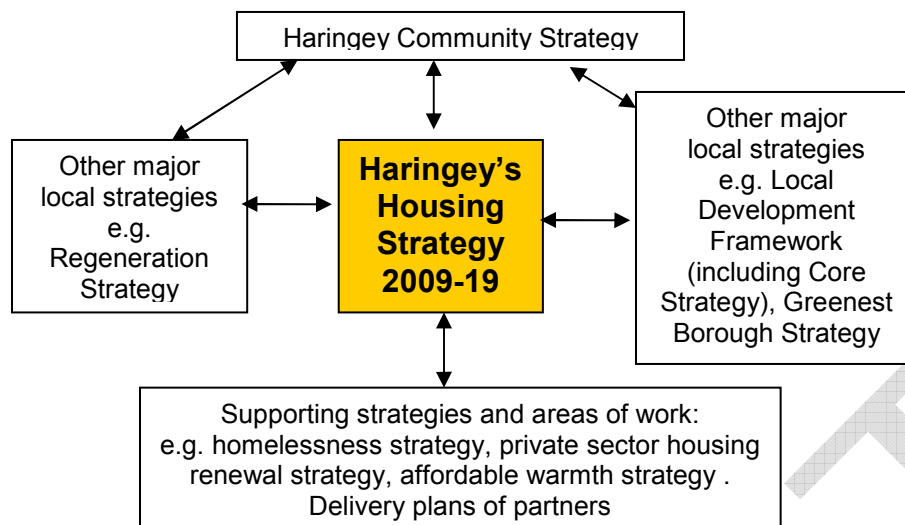 Haringey Community Strategy
Other major
local strategies
e.g.
Regeneration
Strategy
Haringey’s
Housing
Strategy
2009-19
Other major
local strategies
e.g. Local
Development
Framework
(including Core
Strategy), Greenest
Borough Strategy
Supporting strategies and areas of work:
e.g. homelessness strategy, private sector housing
renewal strategy, affordable warmth strategy .
Delivery plans of partners